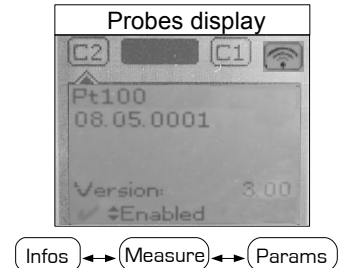 Probes display
C2 C1
Pt100
08.05.0001
Version: 3.00
Enabled
Infos Measure Params